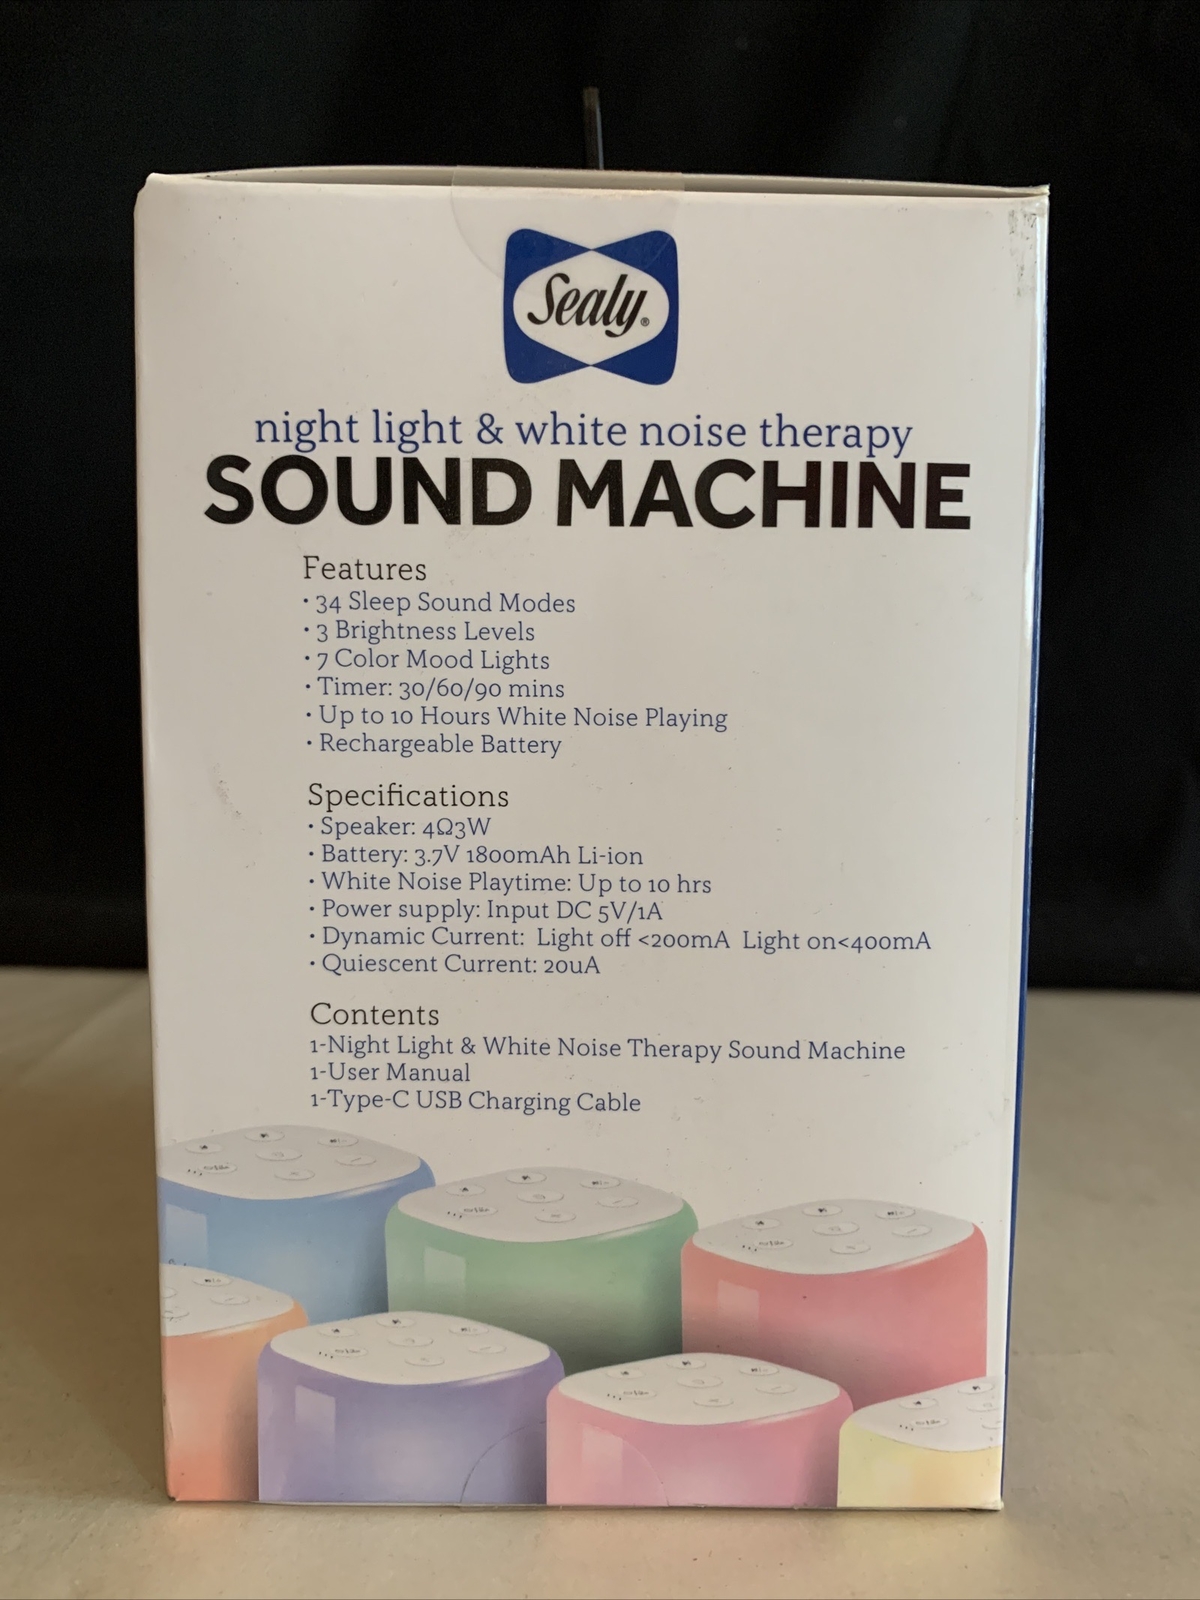 Sealy®
night light & white noise therapy
SOUND MACHINE
Features
• 34 Sleep Sound Modes
• 3 Brightness Levels
• 7 Color Mood Lights
• Timer: 30/60/90 mins
• Up to 10 Hours White Noise Playing
• Rechargeable Battery
Specifications
• Speaker: 4Ω3W
• Battery: 3.7V 1800mAh Li-ion
• White Noise Playtime: Up to 10 hrs
• Power supply: Input DC 5V/1A
• Dynamic Current:  Light off <200mA  Light on<400mA
• Quiescent Current: 20uA
Contents
1-Night Light & White Noise Therapy Sound Machine
1-User Manual
1-Type-C USB Charging Cable